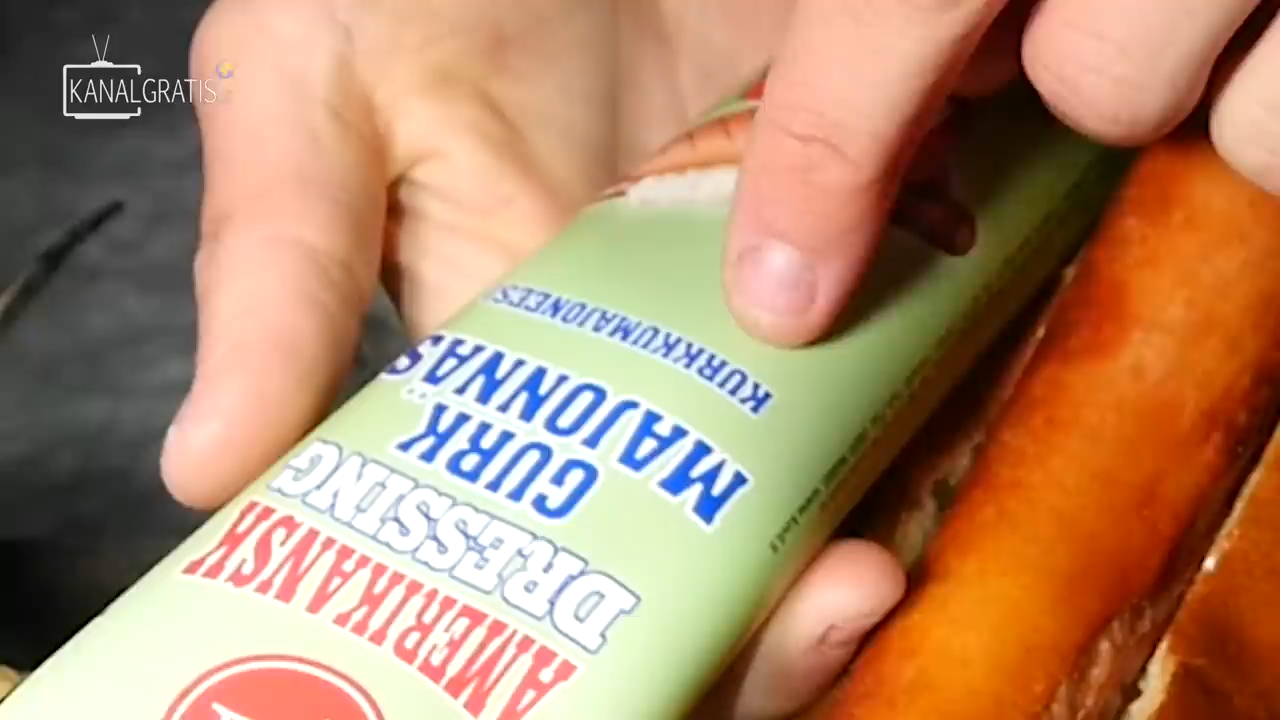 KANALGRATIS
AMERIKANSK
DRESSING
GURK
MAJONNÄS
KURKKUMAJONEES